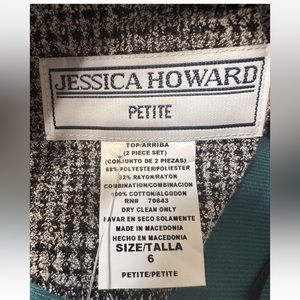 JESSICA HOWARD
PETITE
TOP/ARRIBA
(2 PIECE SET)
(CONJUNTO DE 2 PIEZAS)
68% POLYESTER/POLIESTER
32% RAYON/RAYON
COMBINATION/COMBINACION
100% COTTON/ALGODON
RN# 70643
DRY CLEAN ONLY
LAVAR EN SECO SOLAMENTE
MADE IN MACEDONIA
HECHO EN MACEDONIA
SIZE/TALLA
6
PETITE/PETITE